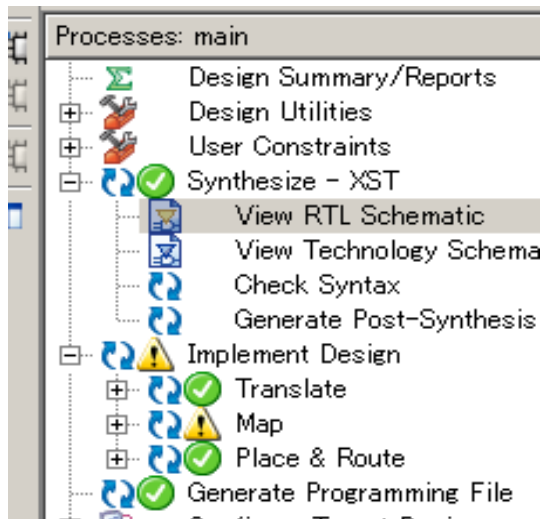 Processes: main
Design Summary/Reports
Design Utilities
User Constraints
Synthesize - XST
View RTL Schematic
View Technology Schema
Check Syntax
Generate Post-Synthesis
Implement Design
Translate
Map
Place & Route
Generate Programming File